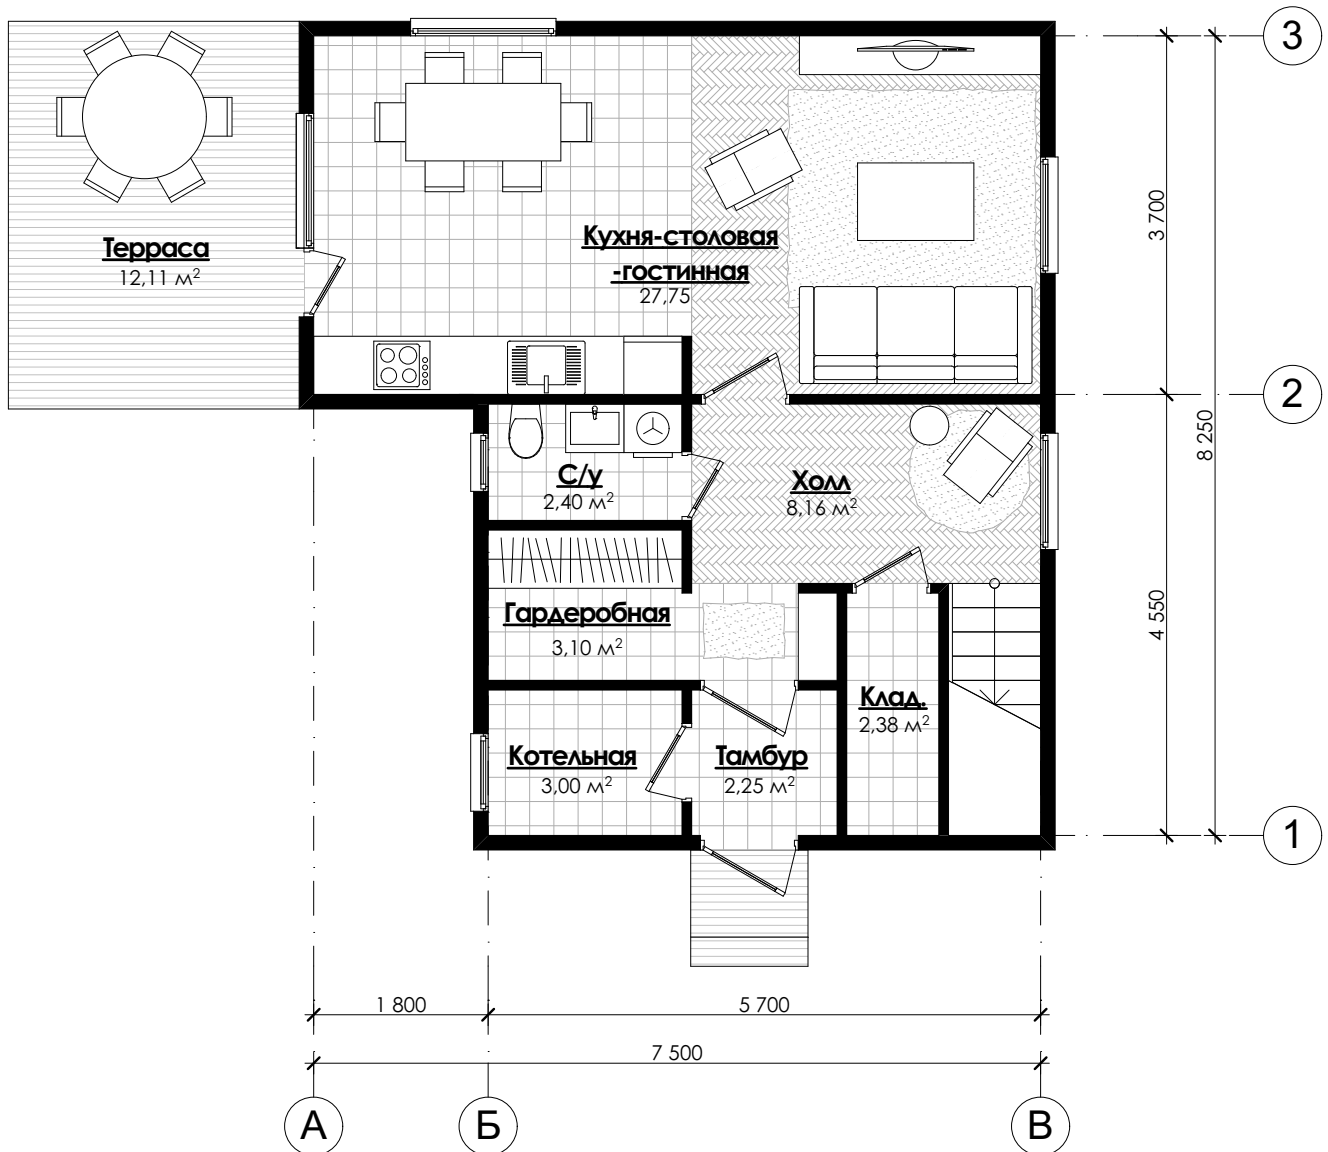 3
Терраса
12,11 м²
Кухня-столовая
-гостинная
27,75
3 700
2
8 250
С/у
2,40 м²
Холл
8,16 м²
Гардеробная
3,10 м²
4 550
Клад.
2,38 м²
Котельная
3,00 м²
Тамбур
2,25 м²
1
1 800
5 700
7 500
А
Б
В